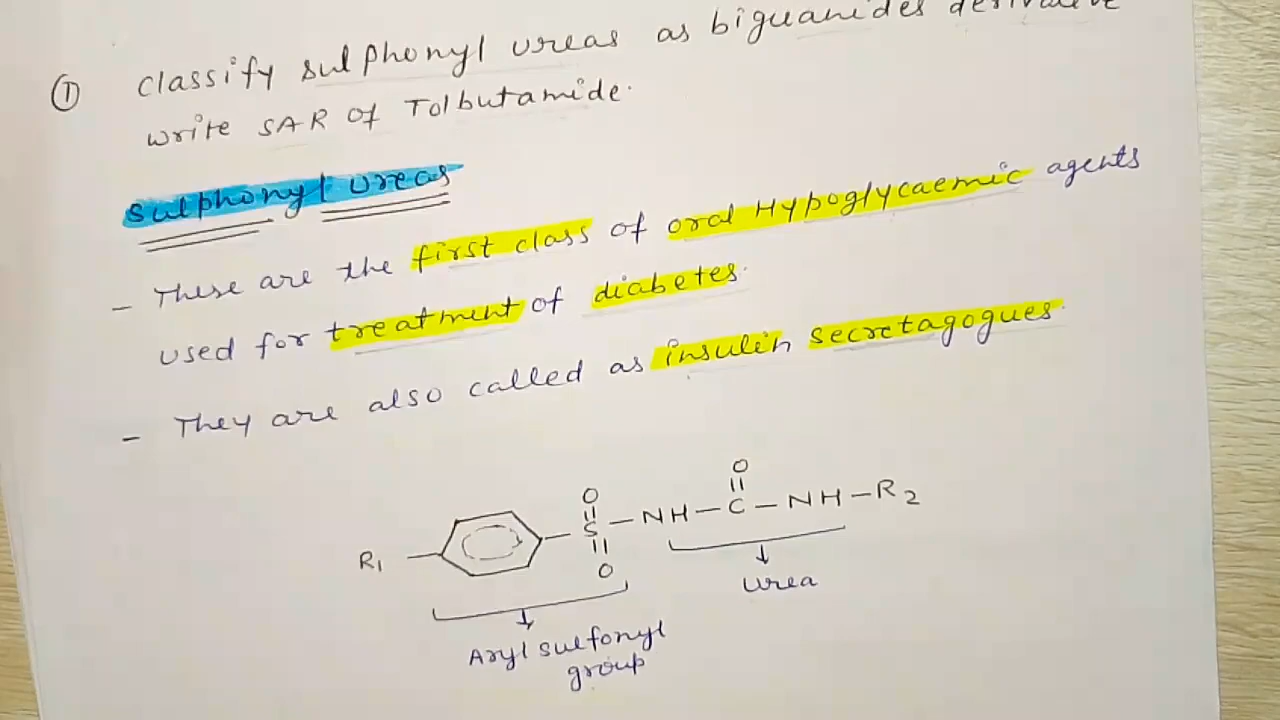 ① classify sulphonyl ureas as biguanides derivative
write SAR of Tolbutamide.
sulphonyl ureas
- These are the first class of oral Hypoglycaemic agents
used for treatment of diabetes.
- They are also called as insulin secretagogues.
O O
|| ||
R1 S - NH - C - NH - R2
||
O
Urea
Aryl sulfonyl
group